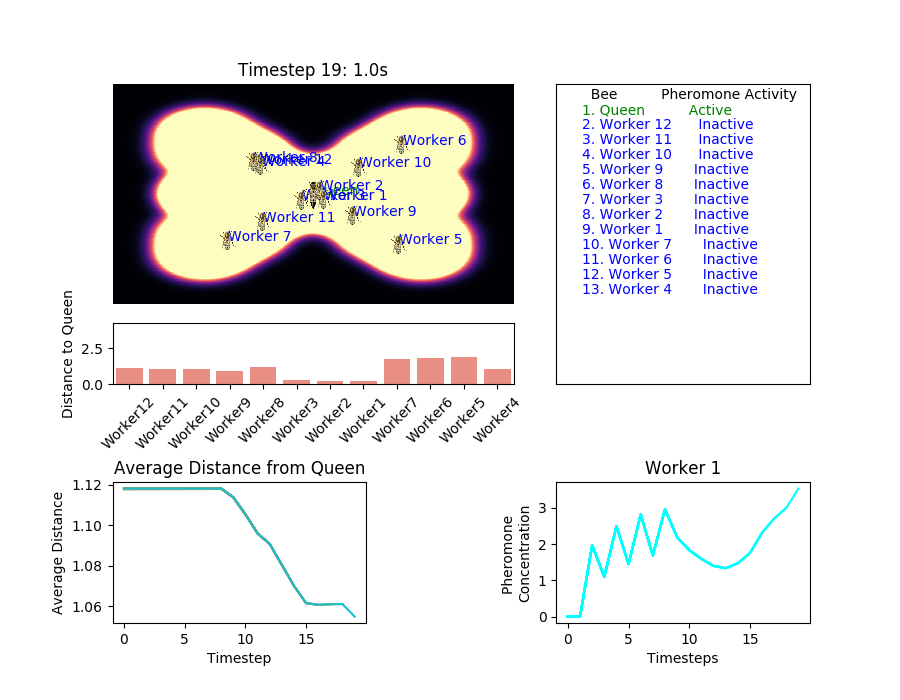 Timestep 19: 1.0s
Worker 6
Worker 10
Worker 4
Worker 2
Worker 1
Worker 9
Worker 11
Worker 7
Worker 5
Bee Pheromone Activity
1. Queen Active
2. Worker 12 Inactive
3. Worker 11 Inactive
4. Worker 10 Inactive
5. Worker 9 Inactive
6. Worker 8 Inactive
7. Worker 3 Inactive
8. Worker 2 Inactive
9. Worker 1 Inactive
10. Worker 7 Inactive
11. Worker 6 Inactive
12. Worker 5 Inactive
13. Worker 4 Inactive
Distance to Queen
2.5
0.0
Worker12
Worker11
Worker10
Worker9
Worker8
Worker3
Worker2
Worker1
Worker7
Worker6
Worker5
Worker4
Average Distance from Queen
Average Distance
1.12
1.10
1.08
1.06
0 5 10 15
Timestep
Worker 1
Pheromone
Concentration
3
2
1
0
0 5 10 15
Timesteps